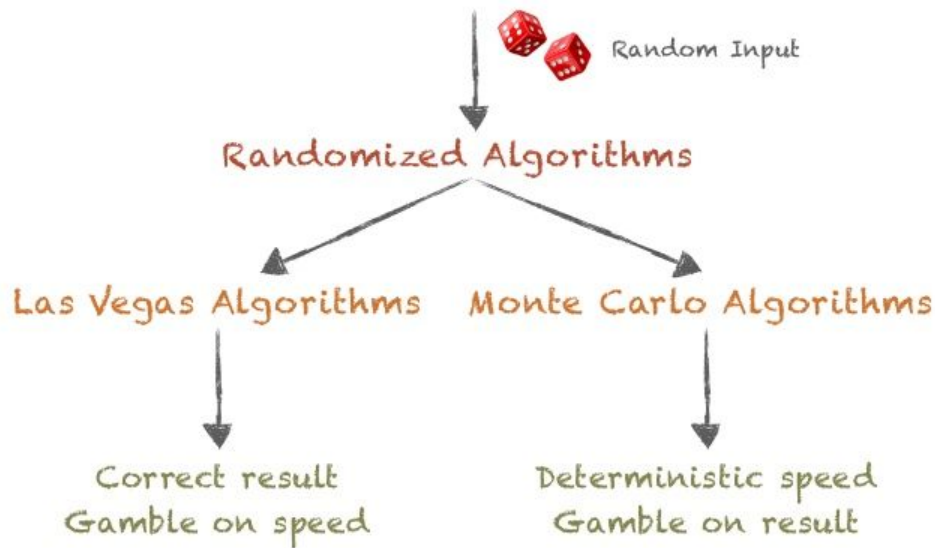 Random Input
Randomized Algorithms
Las Vegas Algorithms
Monte Carlo Algorithms
Correct result
Gamble on speed
Deterministic speed
Gamble on result